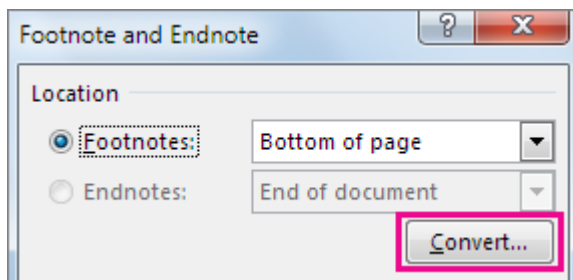 Footnote and Endnote ? X
Location
Footnotes: Bottom of page
Endnotes: End of document
Convert...